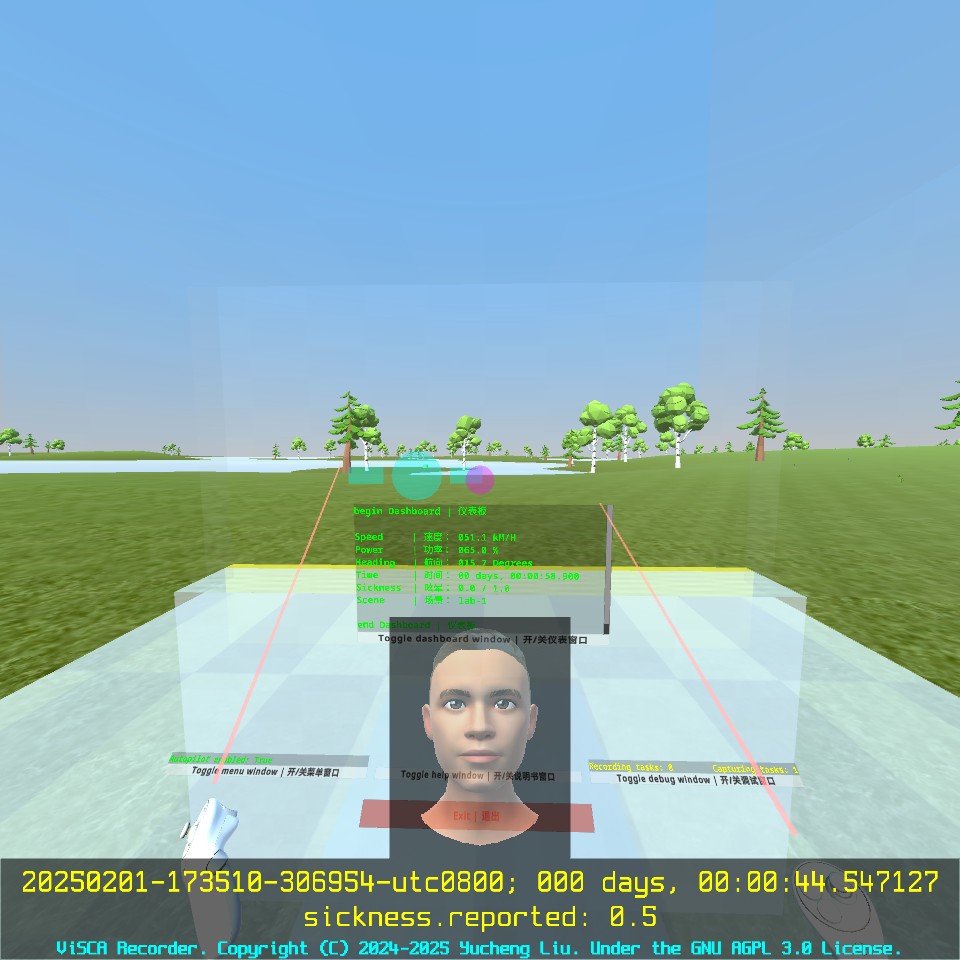 begin Dashboard | 仪表板
Speed | 速度： 051.1 kM/H
Power | 功率： 065.0 %
Heading | 航向： 015.7 Degrees
Time | 时间： 00 days, 00:00:50.900
Sickness | 眩晕： 0.0 / 1.0
Scene | 场景： lab-1
end Dashboard |
Toggle dashboard window | 开/关仪表窗口
Autopilot enabled: True
Toggle menu window | 开/关菜单窗口
Toggle help window | 开/关说明书窗口
Recording tasks: 0 Capturing tasks: 1
Toggle debug window | 开/关调试窗口
Exit | 退出
20250201-173510-306954-utc0800; 000 days, 00:00:44.547127
sickness.reported: 0.5
ViSCA Recorder. Copyright (C) 2024-2025 Yucheng Liu. Under the GNU AGPL 3.0 License.